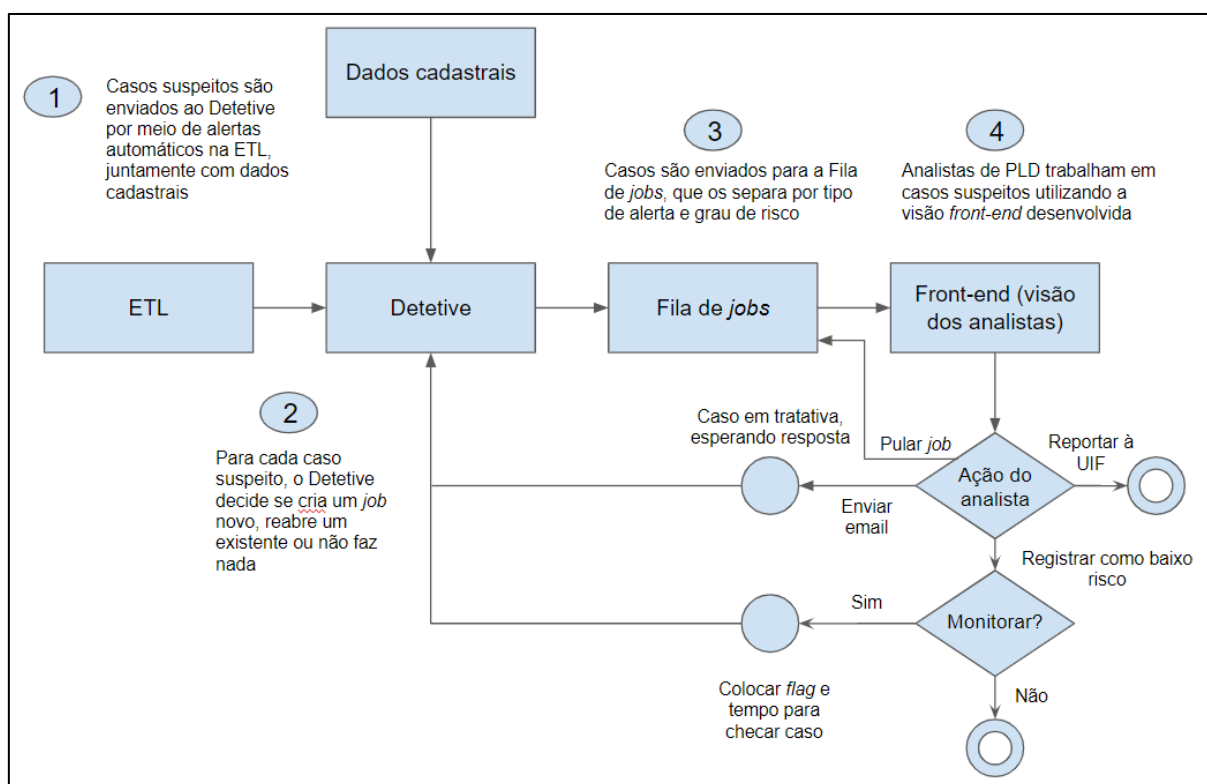 Dados cadastrais
1
Casos suspeitos são
enviados ao Detetive
por meio de alertas
automáticos na ETL,
juntamente com dados
cadastrais
3
Casos são enviados para a Fila
de jobs, que os separa por tipo
de alerta e grau de risco
4
Analistas de PLD trabalham em
casos suspeitos utilizando a
visão front-end desenvolvida
ETL
Detetive
Fila de jobs
Front-end (visão
dos analistas)
2
Para cada caso
suspeito, o Detetive
decide se cria um job
novo, reabre um
existente ou não faz
nada
Caso em tratativa,
esperando resposta
Pular job
Reportar à
UIF
Ação do
analista
Enviar
email
Registrar como baixo
risco
Sim
Monitorar?
Colocar flag e
tempo para
checar caso
Não